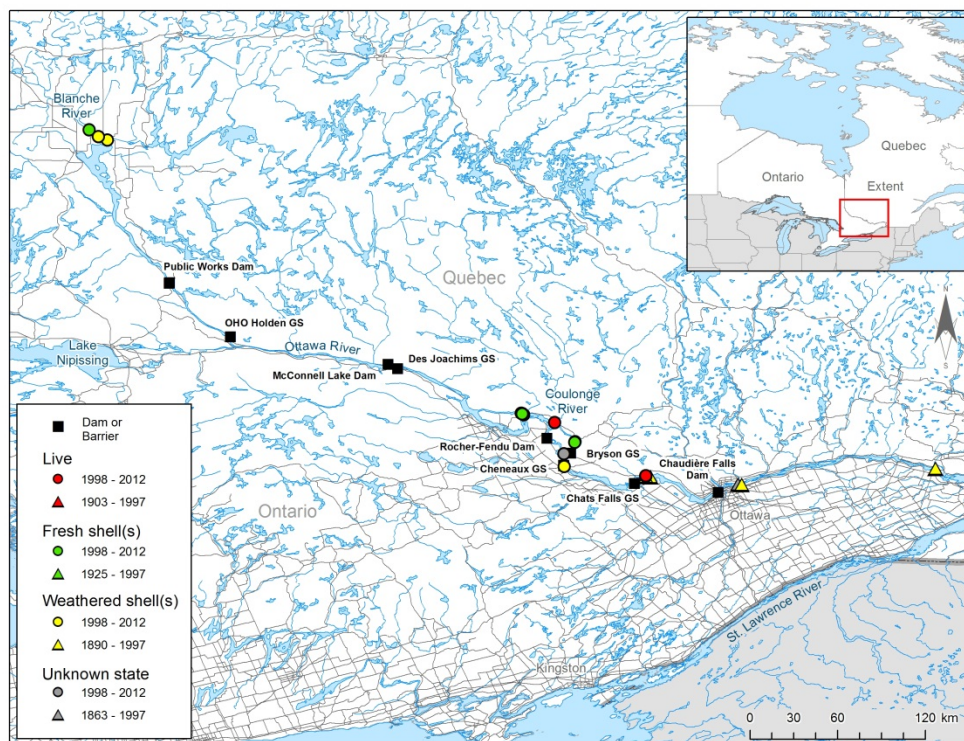 Blanche
River
Public Works Dam
Quebec
OHO Holden GS
Lake
Nipissing
Ottawa River
Des Joachims GS
McConnell Lake Dam
Coulonge
River
Rocher-Fendu Dam
Bryson GS
Cheneaux GS
Chaudière Falls
Dam
Chats Falls GS
Ottawa
Ontario
St. Lawrence River
Kingston
Quebec
Ontario
Extent
N
S
Dam or
Barrier
Live
1998 - 2012
1903 - 1997
Fresh shell(s)
1998 - 2012
1925 - 1997
Weathered shell(s)
1998 - 2012
1890 - 1997
Unknown state
1998 - 2012
1863 - 1997
0 30 60 120 km